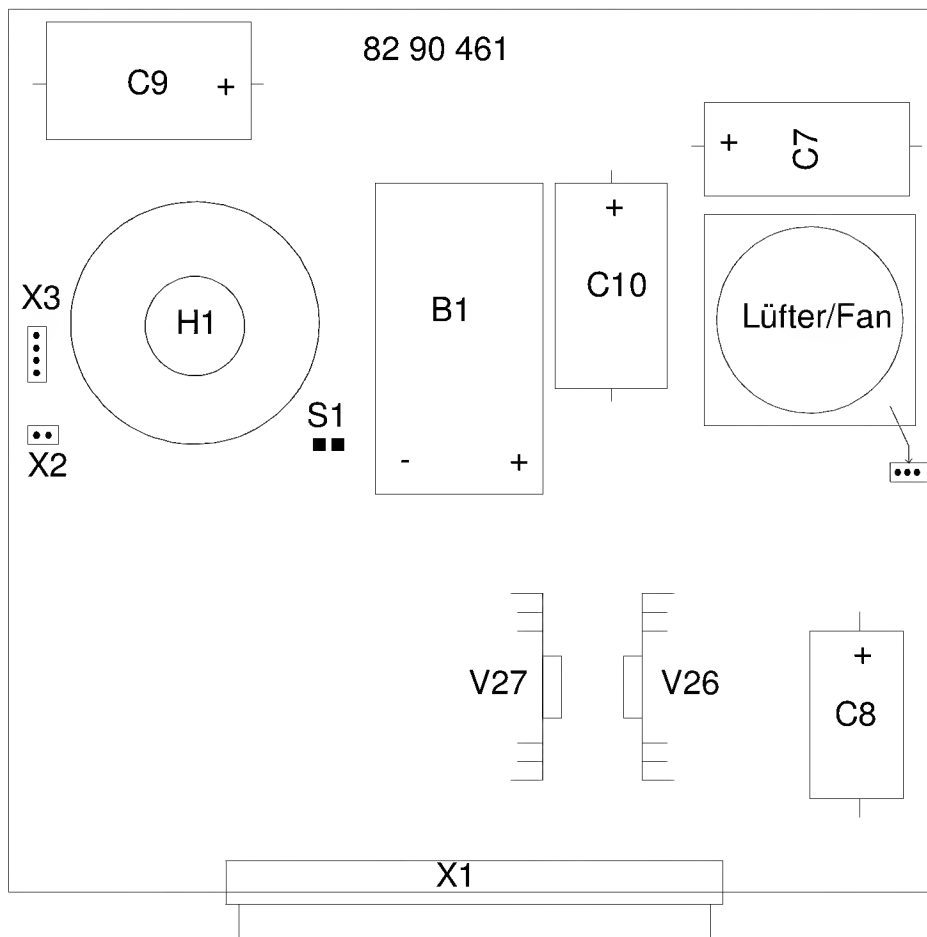 82 90 461
C9 +
+ C7
+
C10
X3
H1
B1
Lüfter/Fan
S1
X2
- +
V27
V26
+
C8
X1